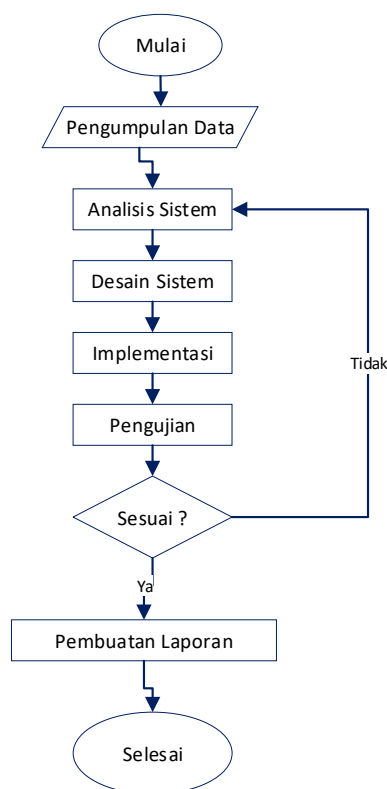 Mulai
Pengumpulan Data
Analisis Sistem
Desain Sistem
Implementasi
Tidak
Pengujian
Sesuai ?
Ya
Pembuatan Laporan
Selesai